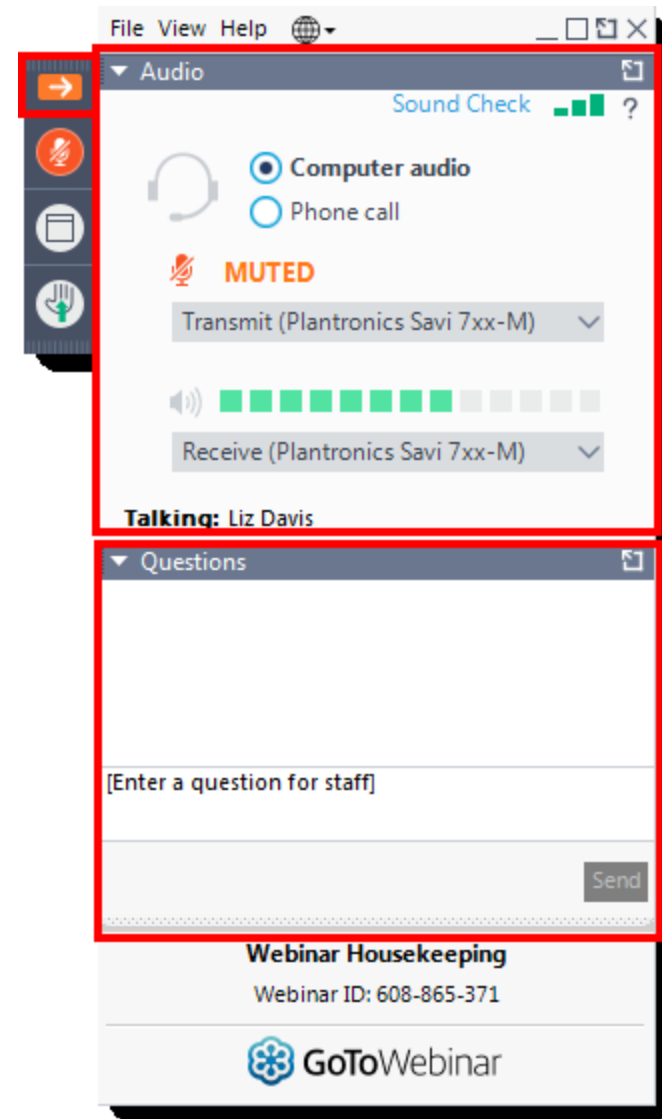 File View Help
Audio
Sound Check ?
Computer audio
Phone call
MUTED
Transmit (Plantronics Savi 7xx-M)
Receive (Plantronics Savi 7xx-M)
Talking: Liz Davis
Questions
[Enter a question for staff]
Send
Webinar Housekeeping
Webinar ID: 608-865-371
GoToWebinar